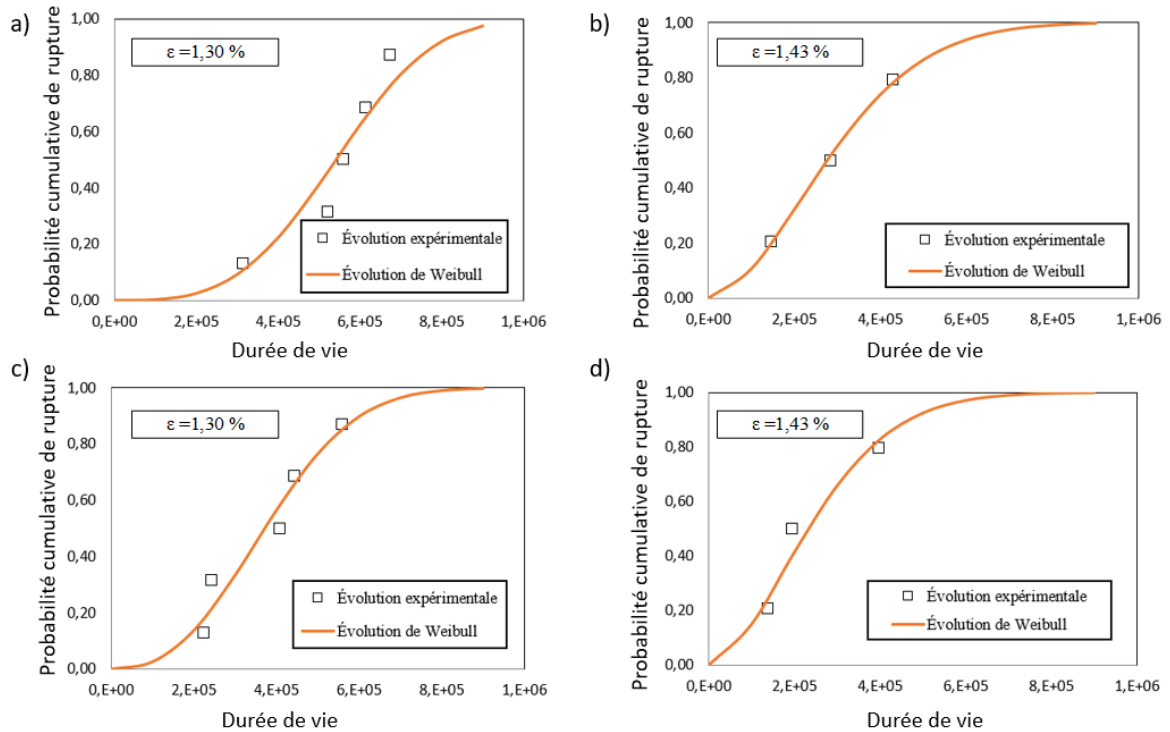 a)
ε =1,30 %
Probabilité cumulative de rupture
1,00
0,80
0,60
0,40
0,20
0,00
Évolution expérimentale
Évolution de Weibull
0,E+00 2,E+05 4,E+05 6,E+05 8,E+05 1,E+06
Durée de vie
b)
ε =1,43 %
Probabilité cumulative de rupture
1,00
0,80
0,60
0,40
0,20
0,00
Évolution expérimentale
Évolution de Weibull
0,E+00 2,E+05 4,E+05 6,E+05 8,E+05 1,E+06
Durée de vie
c)
ε =1,30 %
Probabilité cumulative de rupture
1,00
0,80
0,60
0,40
0,20
0,00
Évolution expérimentale
Évolution de Weibull
0,E+00 2,E+05 4,E+05 6,E+05 8,E+05 1,E+06
Durée de vie
d)
ε =1,43 %
Probabilité cumulative de rupture
1,00
0,80
0,60
0,40
0,20
0,00
Évolution expérimentale
Évolution de Weibull
0,E+00 2,E+05 4,E+05 6,E+05 8,E+05 1,E+06
Durée de vie